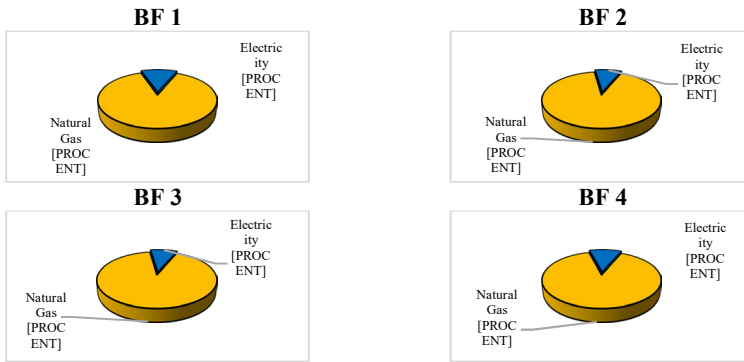 BF 1
Electric
ity
[PROC
ENT]
Natural
Gas
[PROC
ENT]
BF 2
Electric
ity
[PROC
ENT]
Natural
Gas
[PROC
ENT]
BF 3
Electric
ity
[PROC
ENT]
Natural
Gas
[PROC
ENT]
BF 4
Electric
ity
[PROC
ENT]
Natural
Gas
[PROC
ENT]